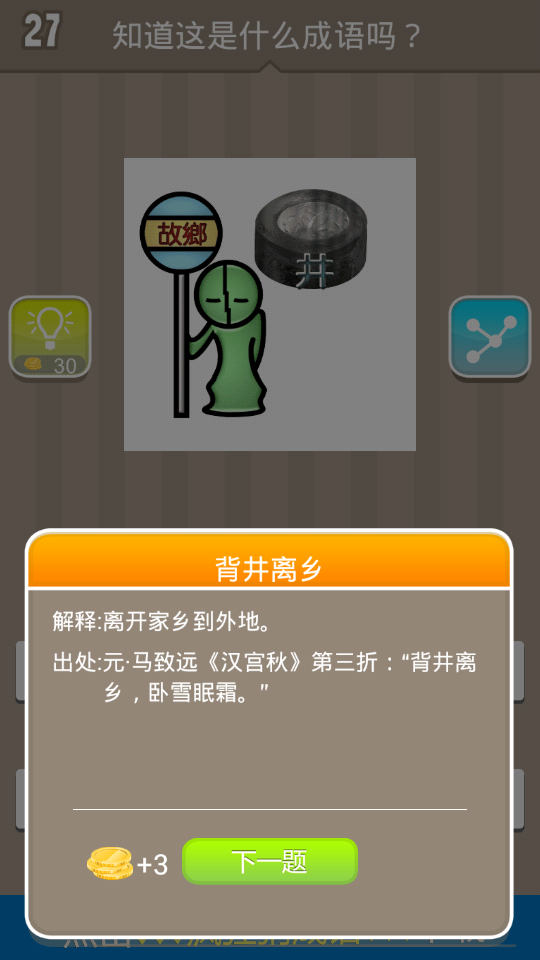 27
知道这是什么成语吗？
故鄉
井
30
背井离乡
解释:离开家乡到外地。
出处:元·马致远《汉宫秋》第三折：“背井离
乡，卧雪眠霜。”
+3
下一题